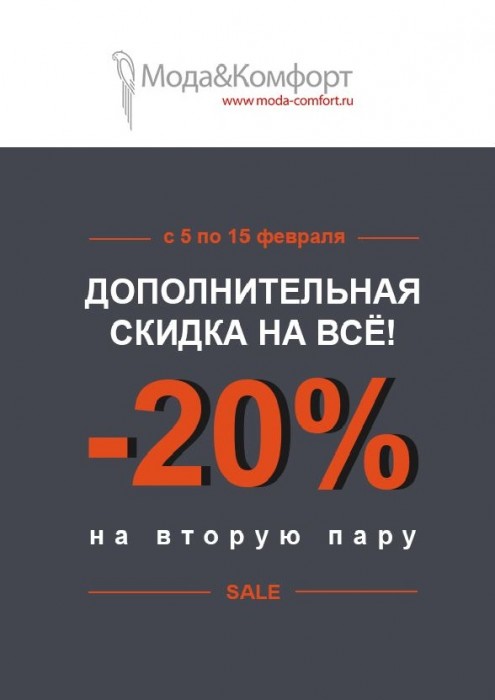 Мода&Комфорт
www.moda-comfort.ru
с 5 по 15 февраля
ДОПОЛНИТЕЛЬНАЯ
СКИДКА НА ВСЁ!
-20%
на вторую пару
SALE